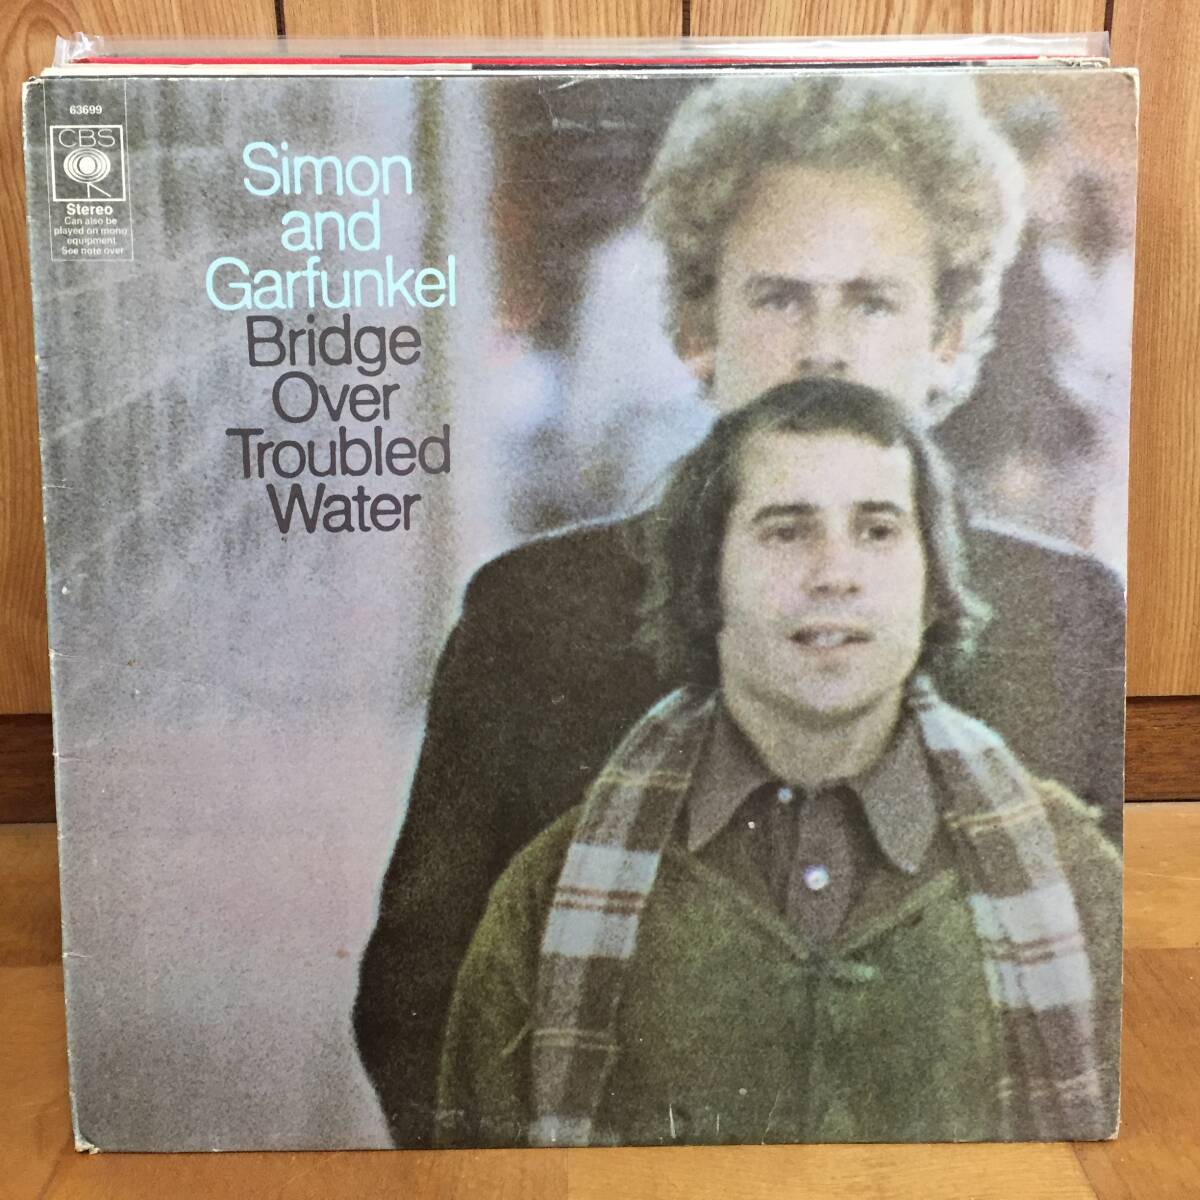 63699
CBS
Stereo
Can also be
played on mono
equipment
See note over
Simon
and
Garfunkel
Bridge
Over
Troubled
Water